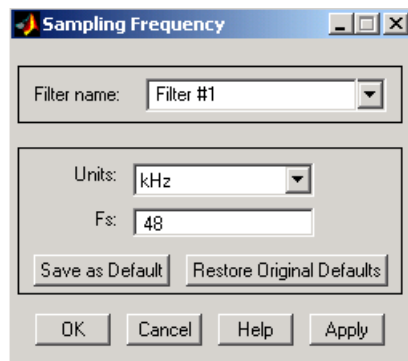 Sampling Frequency
Filter name: Filter #1
Units: kHz
Fs: 48
Save as Default Restore Original Defaults
OK Cancel Help Apply